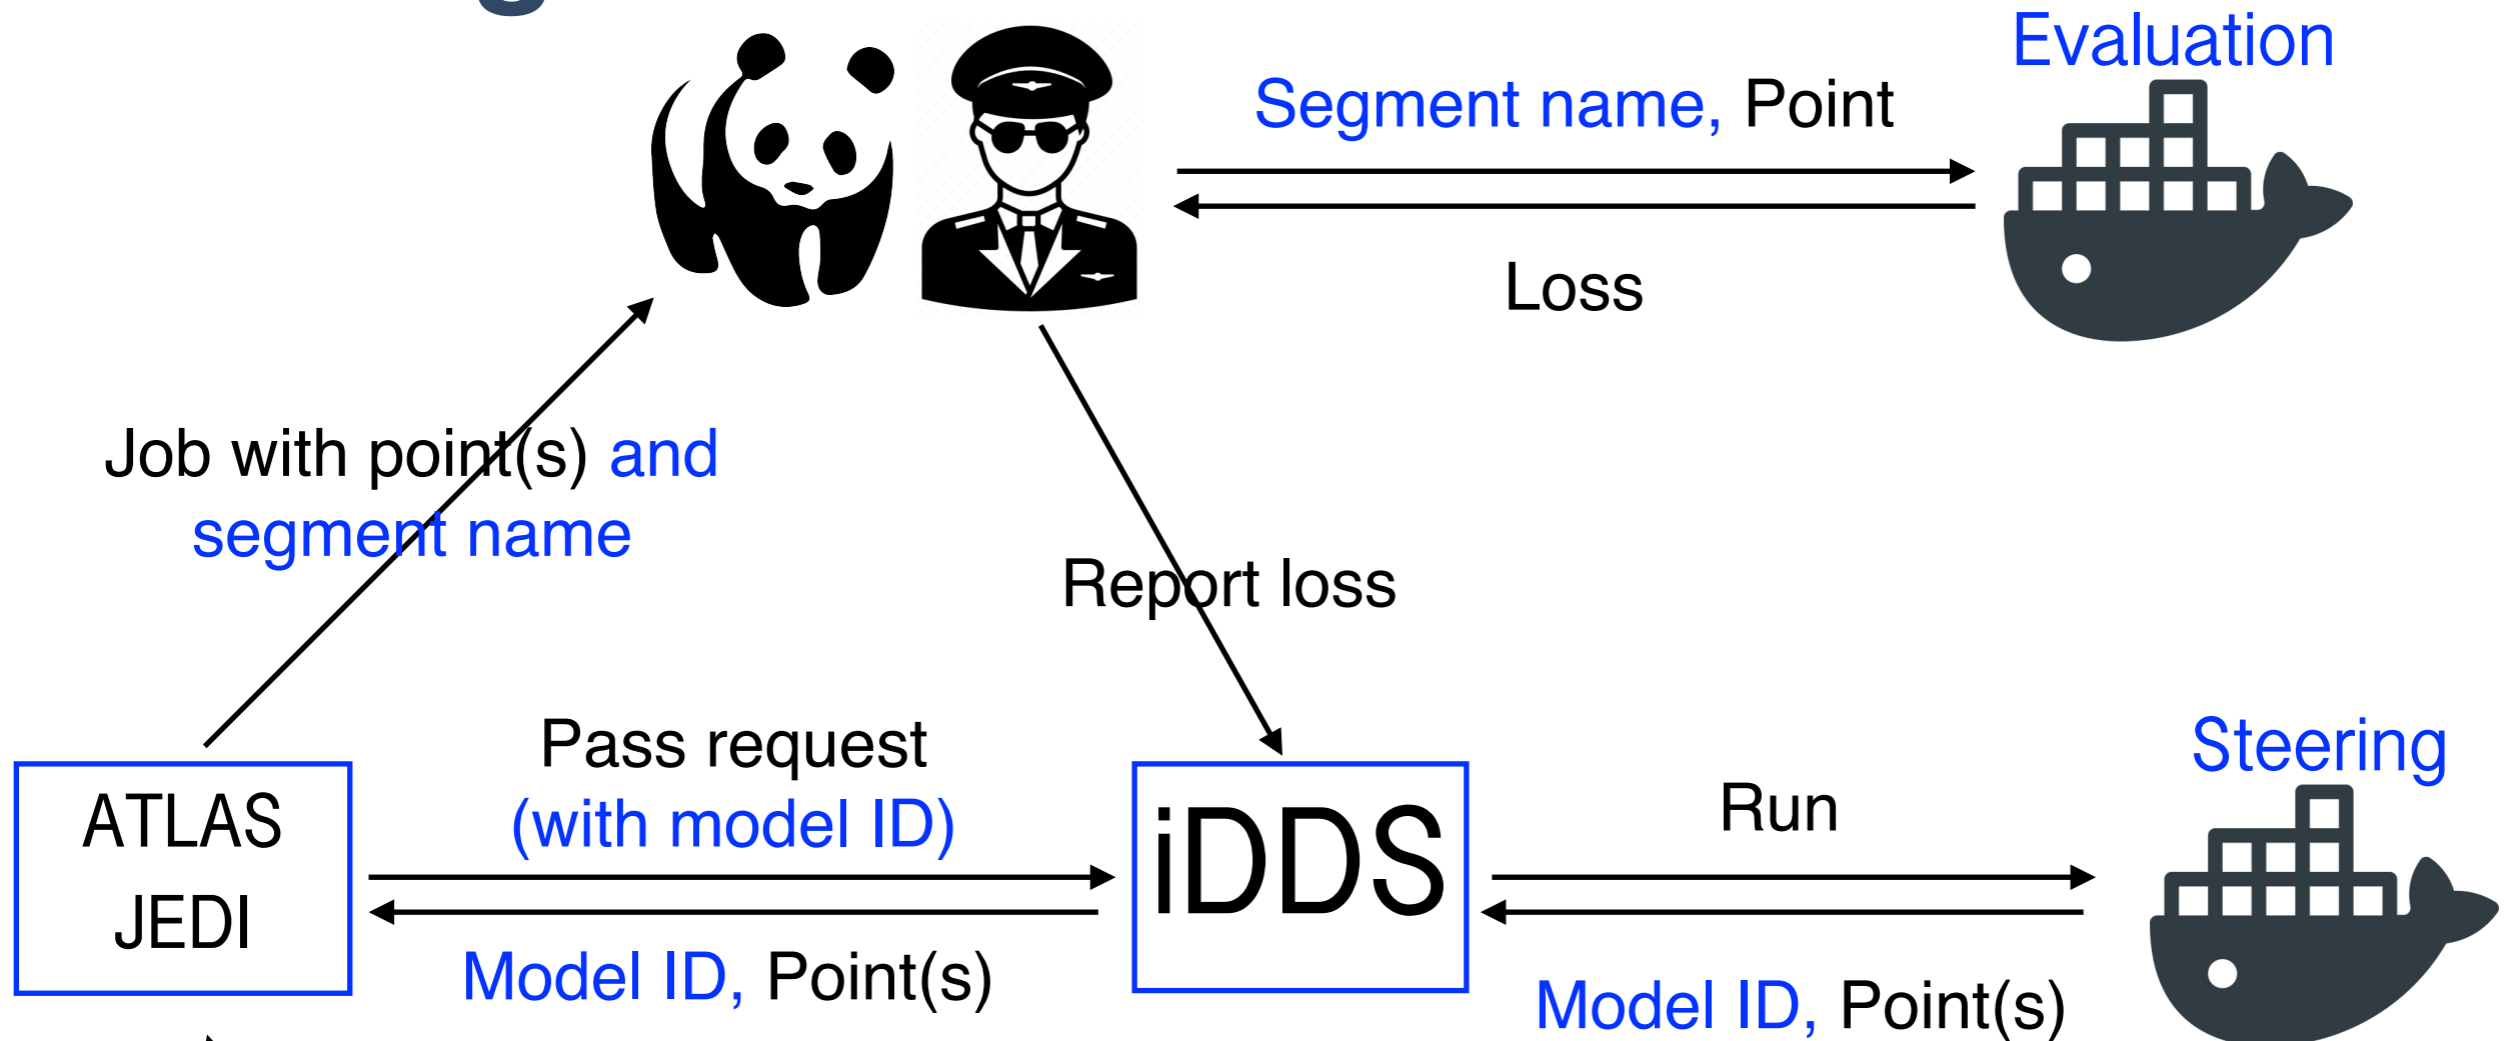 Evaluation
Segment name, Point
Loss
Job with point(s) and
segment name
Report loss
Pass request
(with model ID)
Model ID, Point(s)
ATLAS
JEDI
iDDS
Run
Model ID, Point(s)
Steering